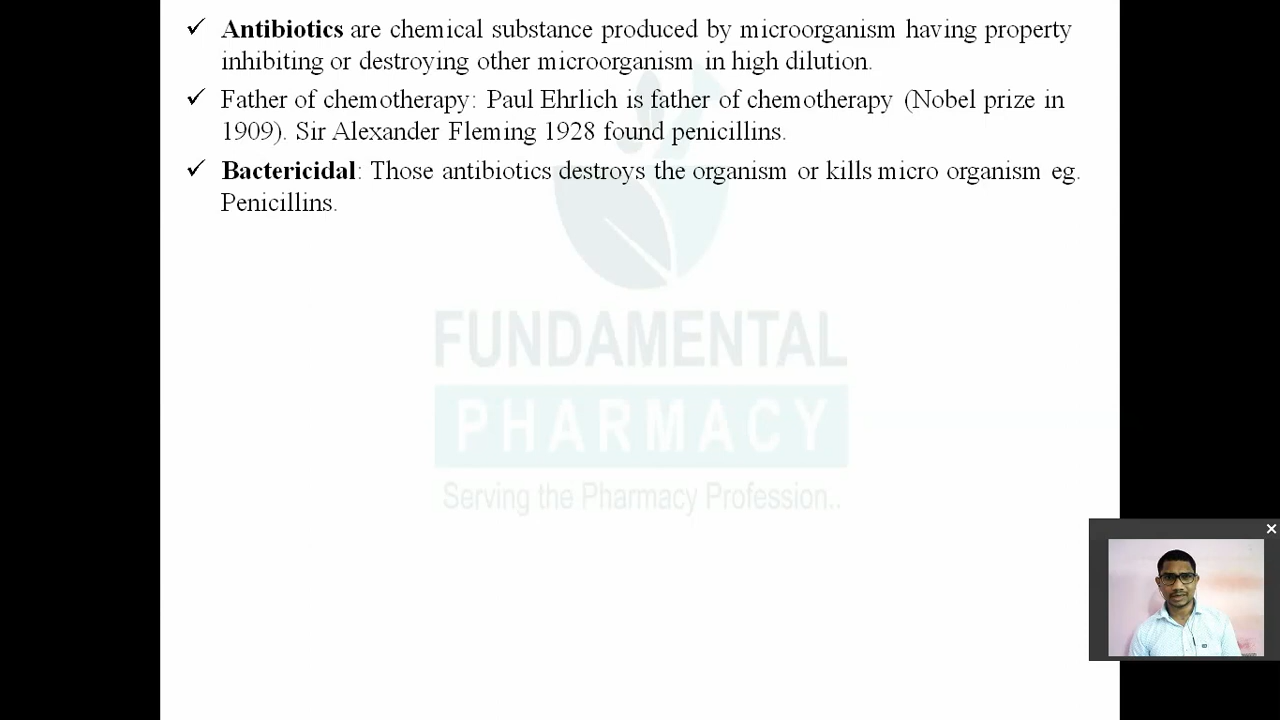 ✓ Antibiotics are chemical substance produced by microorganism having property
inhibiting or destroying other microorganism in high dilution.
✓ Father of chemotherapy: Paul Ehrlich is father of chemotherapy (Nobel prize in
1909). Sir Alexander Fleming 1928 found penicillins.
✓ Bactericidal: Those antibiotics destroys the organism or kills micro organism eg.
Penicillins.
FUNDAMENTAL
PHARMACY
Serving the Pharmacy Profession..